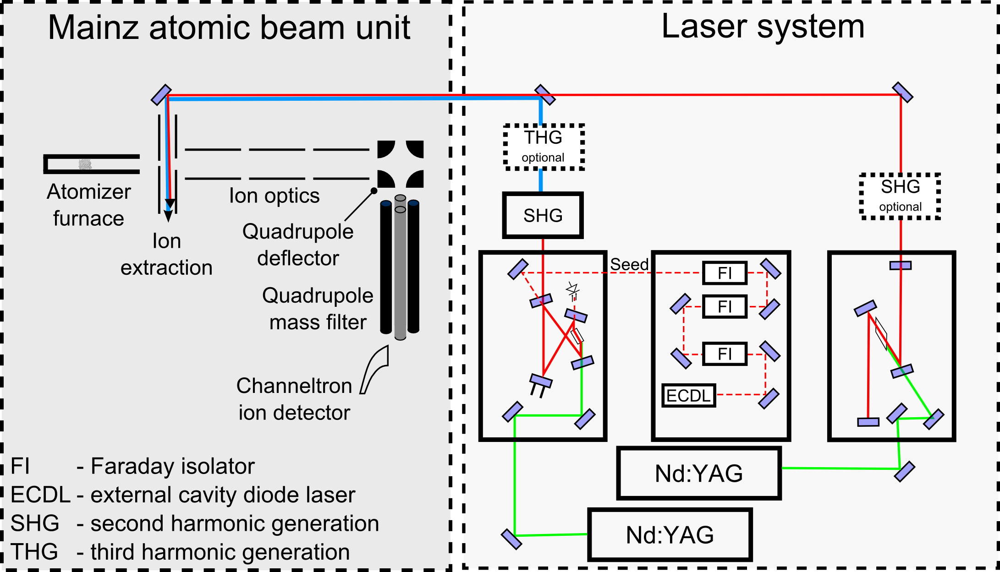 Mainz atomic beam unit
Laser system
THG
optional
SHG
optional
SHG
Atomizer
furnace
Ion optics
Ion
extraction
Quadrupole
deflector
Quadrupole
mass filter
Channeltron
ion detector
Seed
FI
FI
FI
ECDL
Nd:YAG
Nd:YAG
FI - Faraday isolator
ECDL - external cavity diode laser
SHG - second harmonic generation
THG - third harmonic generation